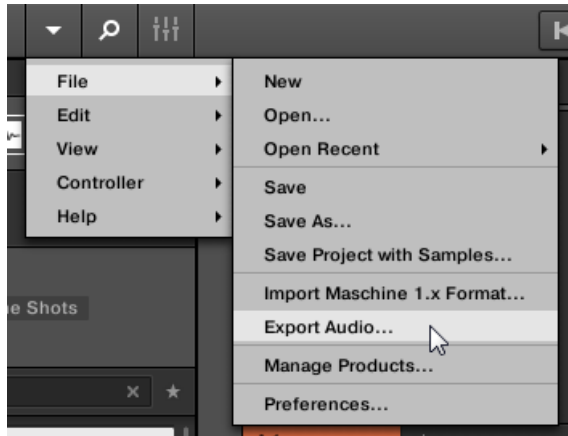 File
Edit
View
Controller
Help
New
Open...
Open Recent
Save
Save As...
Save Project with Samples...
Import Maschine 1.x Format...
Export Audio...
Manage Products...
Preferences...
Shots